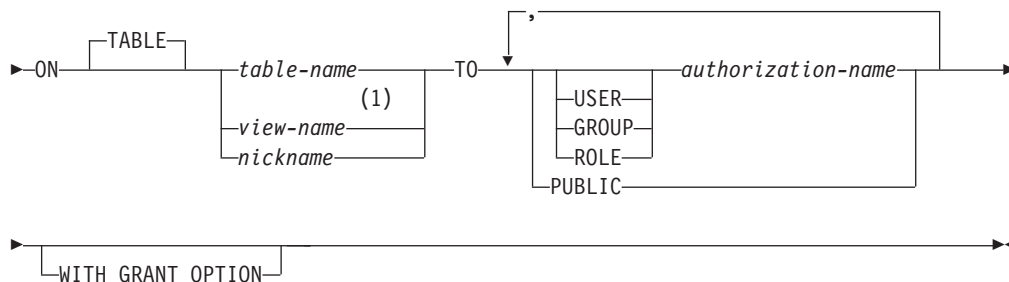 ,
TABLE
ON table-name TO authorization-name
(1) USER
view-name GROUP
nickname ROLE
PUBLIC
WITH GRANT OPTION